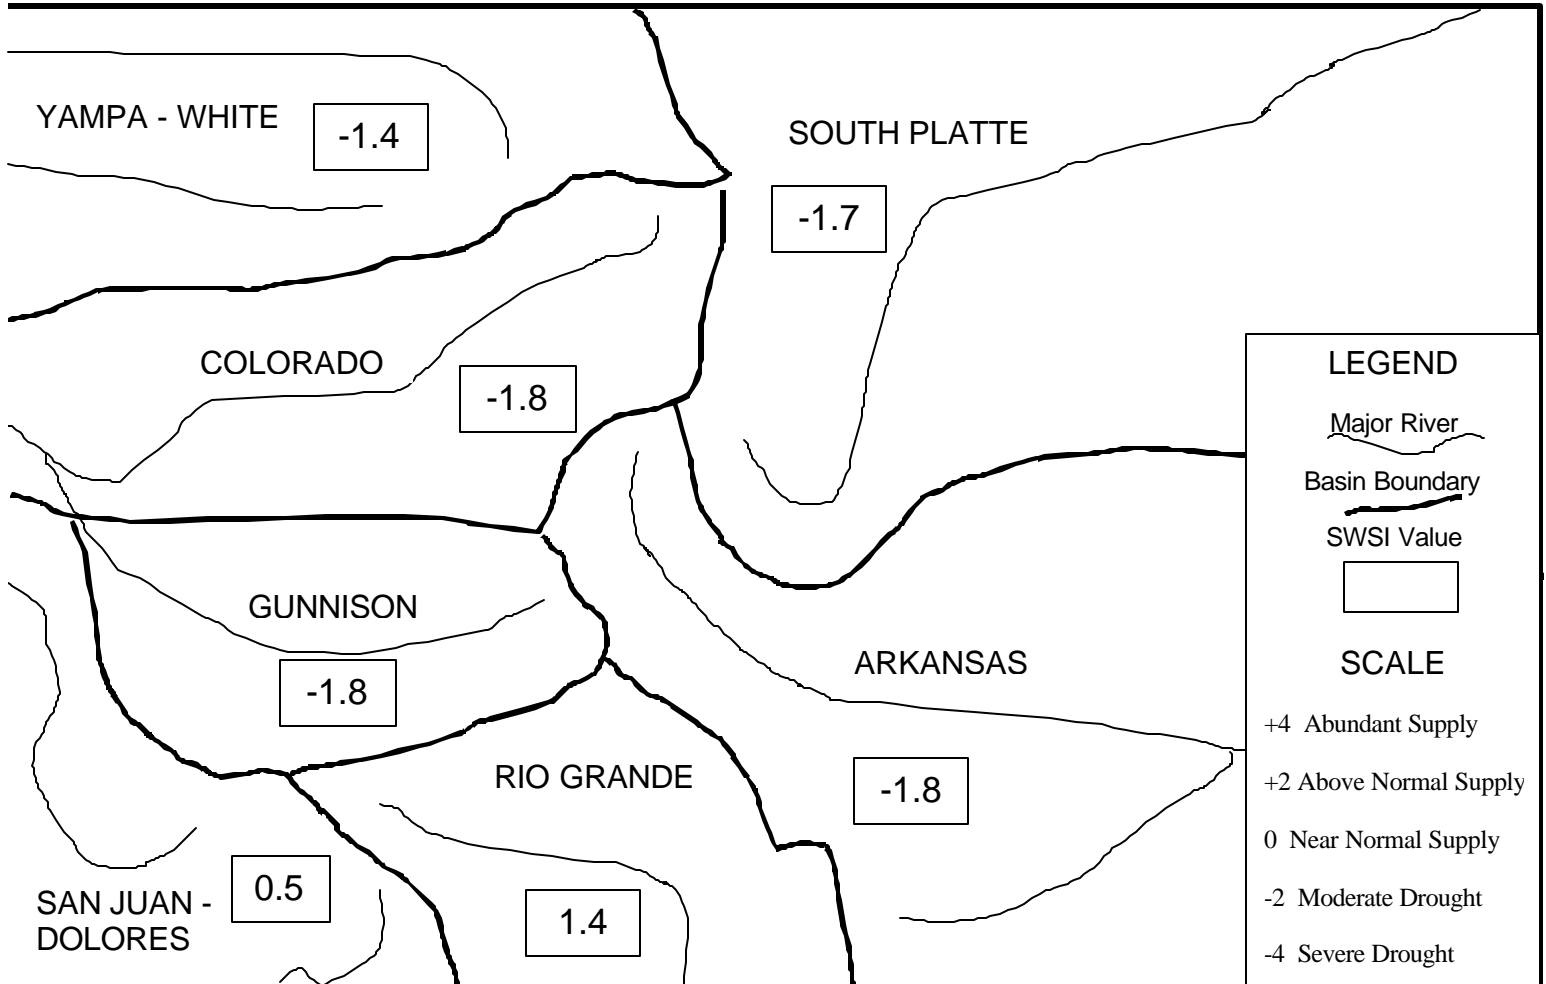 YAMPA - WHITE
-1.4
SOUTH PLATTE
-1.7
COLORADO
-1.8
GUNNISON
-1.8
ARKANSAS
-1.8
RIO GRANDE
1.4
SAN JUAN -
DOLORES
0.5
LEGEND
Major River
Basin Boundary
SWSI Value
SCALE
+4 Abundant Supply
+2 Above Normal Supply
0 Near Normal Supply
-2 Moderate Drought
-4 Severe Drought